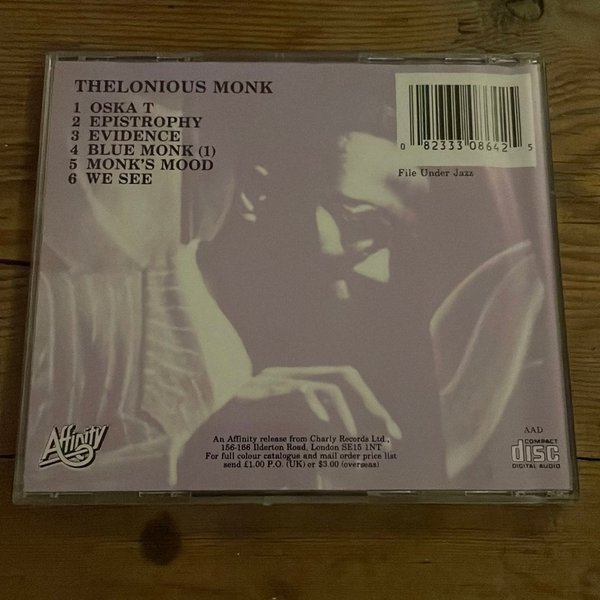 THELONIOUS MONK
1 OSKA T
2 EPISTROPHY
3 EVIDENCE
4 BLUE MONK (1)
5 MONK'S MOOD
6 WE SEE
0 82333 08642 5
File Under Jazz
Affinity
An Affinity release from Charly Records Ltd.,
156-166 Ilderton Road, London SE15 1NT
For full colour catalogue and mail order price list
send £1.00 P.O. (UK) or $3.00 (overseas)
AAD
COMPACT
disc
DIGITAL AUDIO